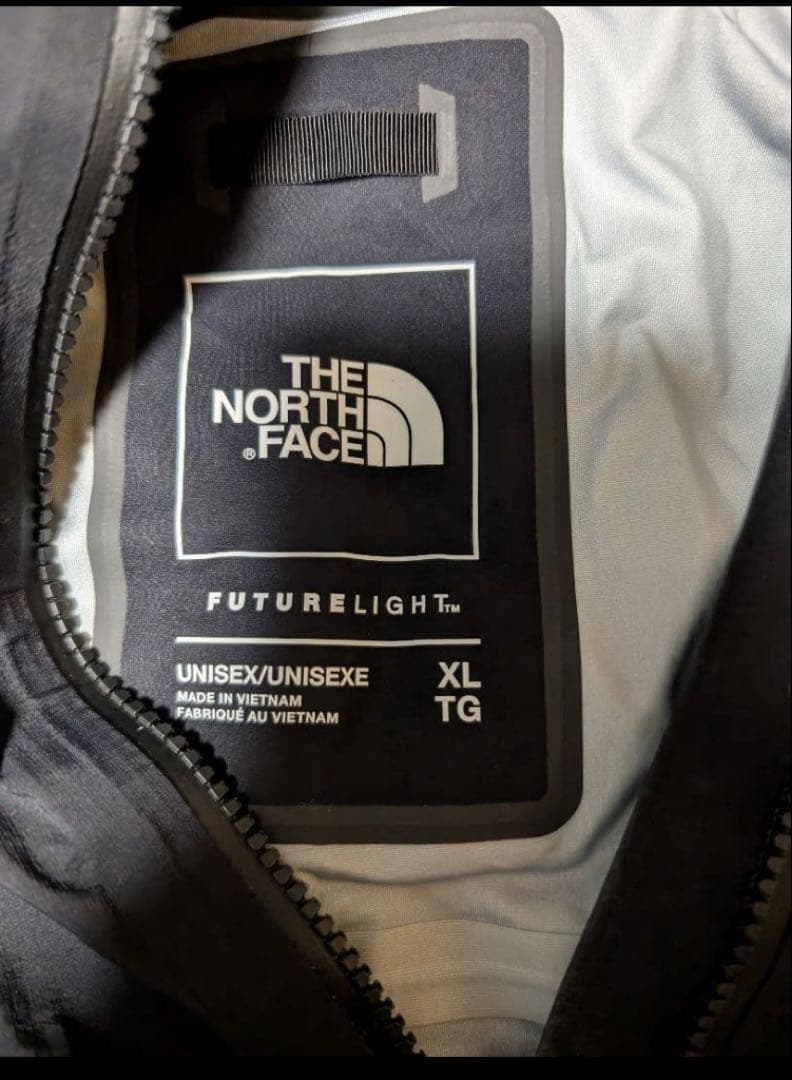 THE
NORTH
®FACE
FUTURELIGHT™
UNISEX/UNISEXE XL
MADE IN VIETNAM TG
FABRIQUÉ AU VIETNAM